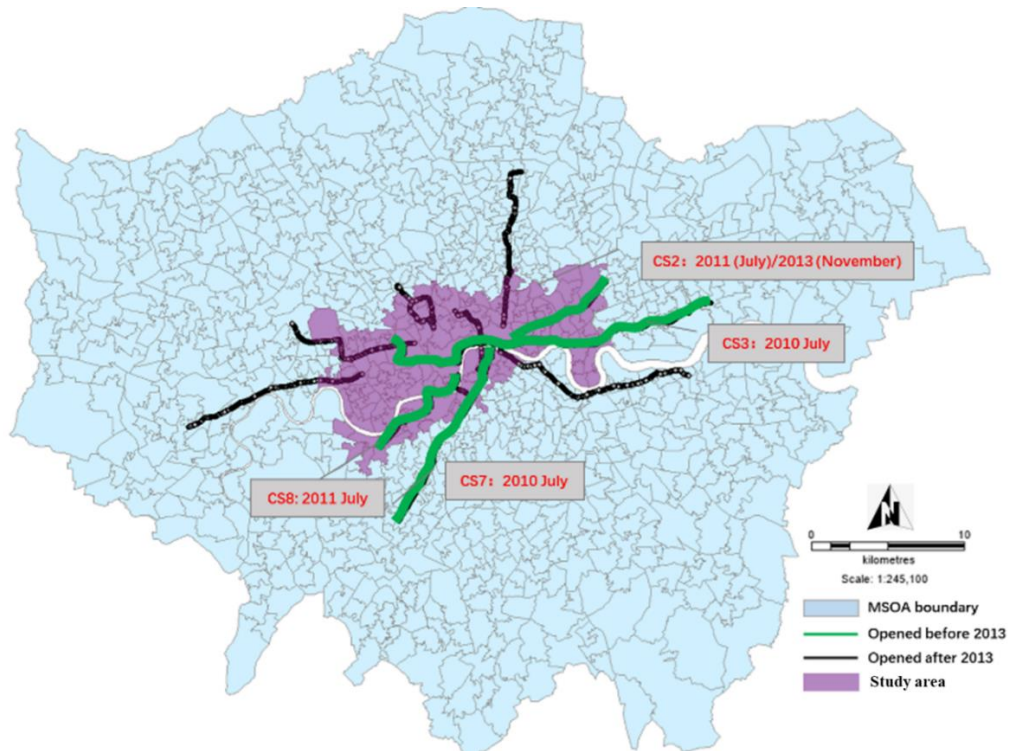 CS2：2011 (July)/2013 (November)
CS3：2010 July
CS7：2010 July
CS8: 2011 July
N
0 10
kilometres
Scale: 1:245,100
MSOA boundary
Opened before 2013
Opened after 2013
Study area